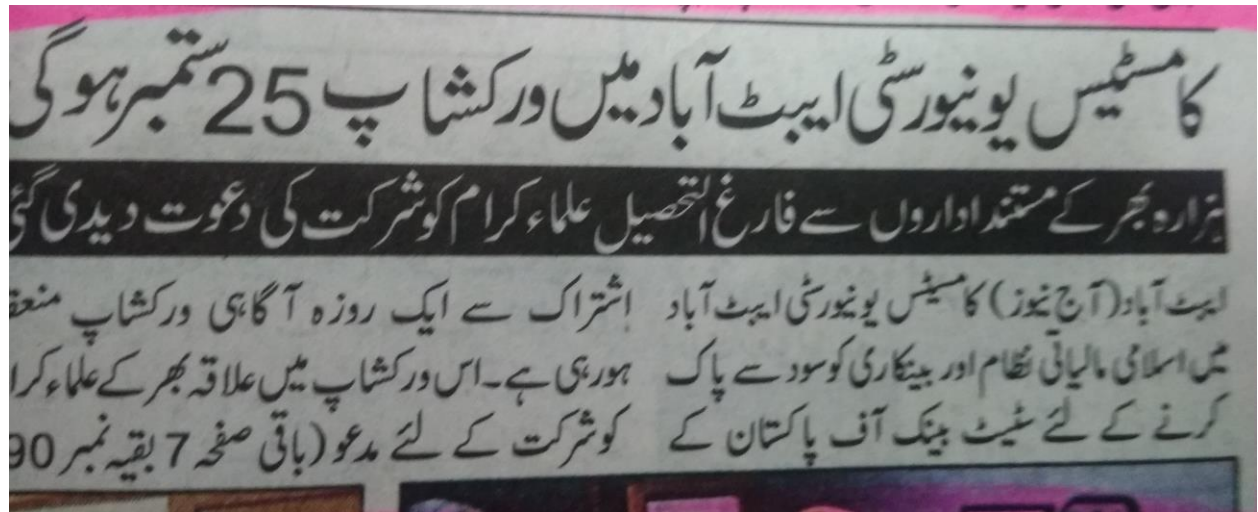 کامسٹیس یونیورسٹی ایبٹ آباد میں ورکشاپ 25 ستمبر ہوگی
ہزارہ بھر کے مستند اداروں سے فارغ التحصیل علماء کرام کو شرکت کی دعوت دیدی گئی
ایبٹ آباد (آج نیوز) کامسیٹس یونیورسٹی ایبٹ آباد
میں اسلامی مالیاتی نظام اور بینکاری کو سود سے پاک
کرنے کے لئے سٹیٹ بینک آف پاکستان کے
اشتراک سے ایک روزہ آگاہی ورکشاپ
ہورہی ہے۔ اس ورکشاپ میں علاقہ بھر کے علماء
کو شرکت کے لئے مدعو (باقی صفحہ 7 بقیہ نمبر 90